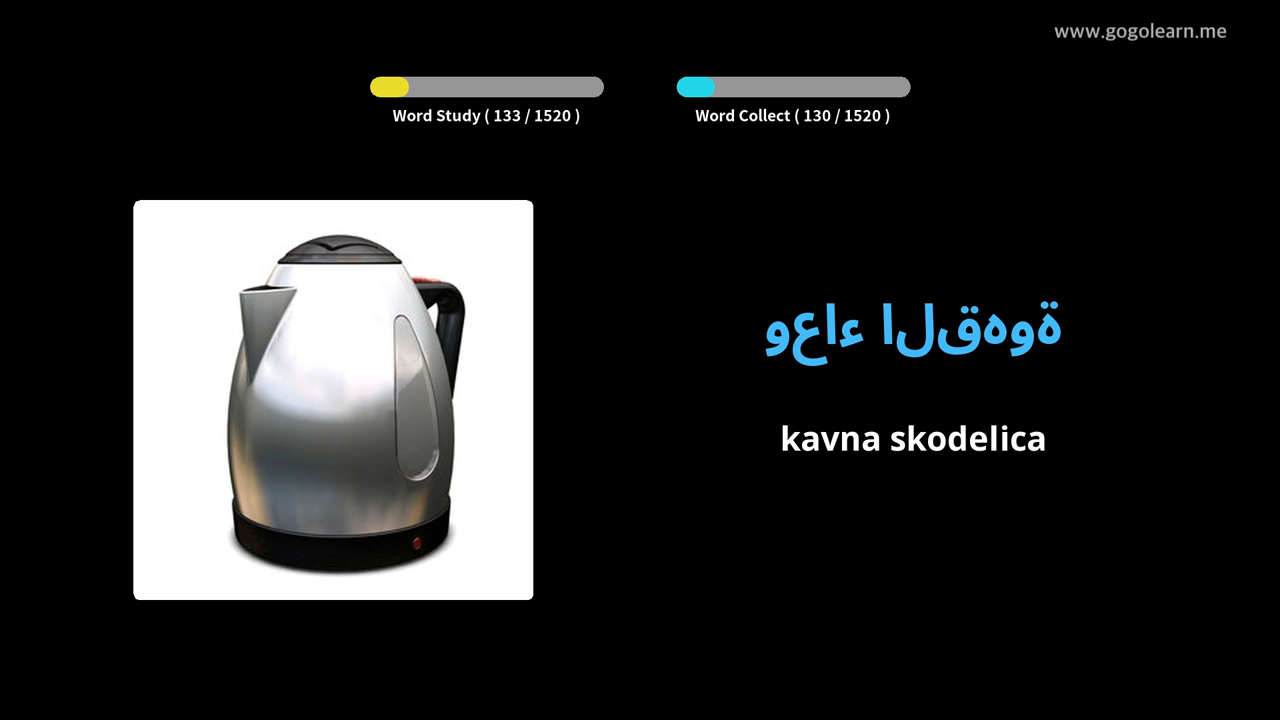 www.gogolearn.me
Word Study ( 133 / 1520 )
Word Collect ( 130 / 1520 )
وعاء القهوة
kavna skodelica